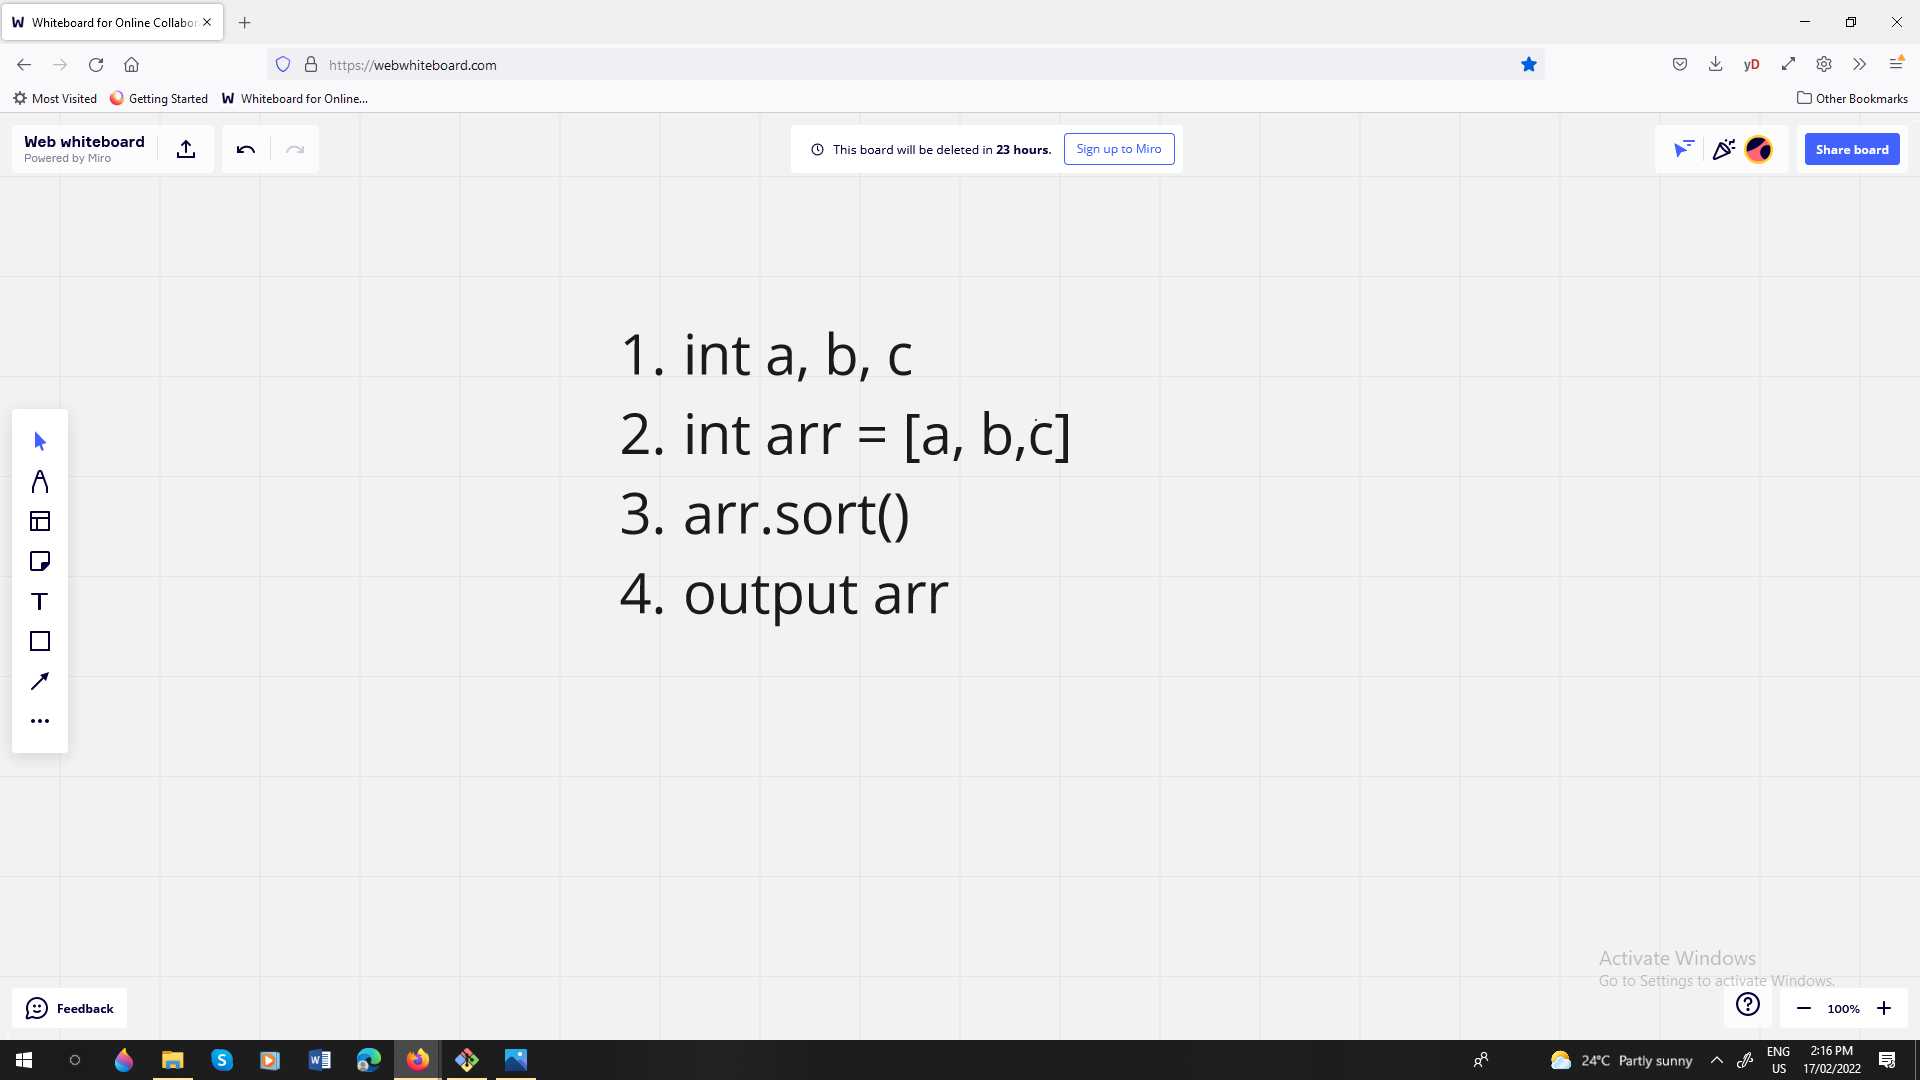 Whiteboard for Online Collabor
https://webwhiteboard.com
yD
Most Visited
Getting Started
Whiteboard for Online...
Other Bookmarks
Web whiteboard
Powered by Miro
This board will be deleted in 23 hours.
Sign up to Miro
Share board
1. int a, b, c
2. int arr = [a, b,c]
3. arr.sort()
4. output arr
Activate Windows
Go to Settings to activate Windows.
Feedback
100%
24°C Partly sunny
ENG
US
2:16 PM
17/02/2022